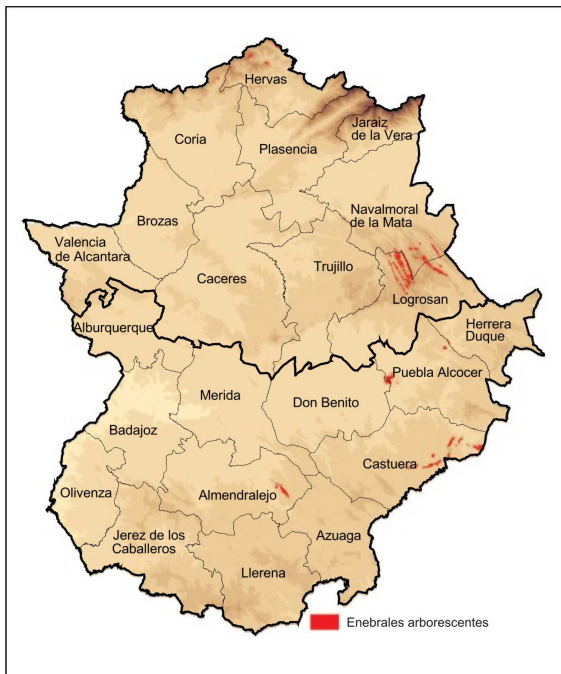 Hervas
Jaraiz
de la Vera
Coria
Plasencia
Brozas
Navalmoral
de la Mata
Valencia
de Alcantara
Trujillo
Caceres
Logrosan
Alburquerque
Herrera
Duque
Puebla Alcocer
Merida
Don Benito
Badajoz
Castuera
Olivenza
Almendralejo
Jerez de los
Caballeros
Azuaga
Llerena
Enebrales arborescentes